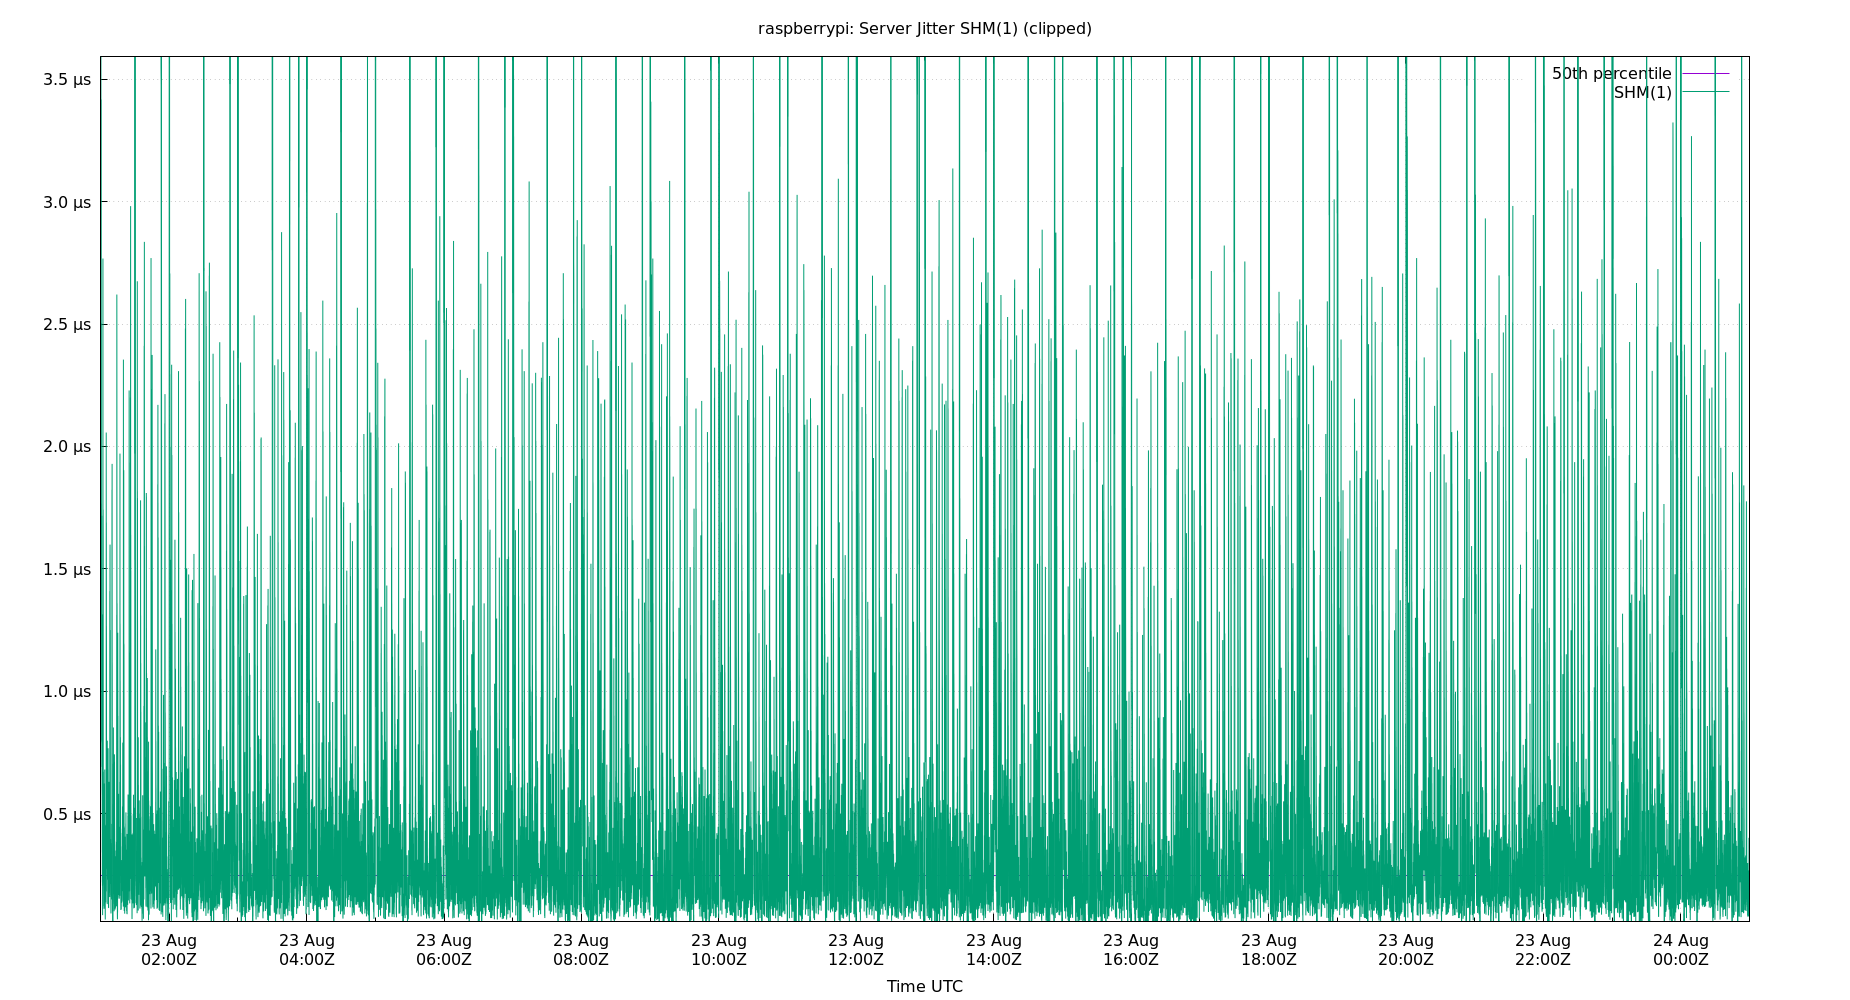 raspberrypi: Server Jitter SHM(1) (clipped)
50th percentile
SHM(1)
3.5 µs
3.0 µs
2.5 µs
2.0 µs
1.5 µs
1.0 µs
0.5 µs
23 Aug 23 Aug 23 Aug 23 Aug 23 Aug 23 Aug 23 Aug 23 Aug 23 Aug 23 Aug 23 Aug 24 Aug
02:00Z 04:00Z 06:00Z 08:00Z 10:00Z 12:00Z 14:00Z 16:00Z 18:00Z 20:00Z 22:00Z 00:00Z
Time UTC